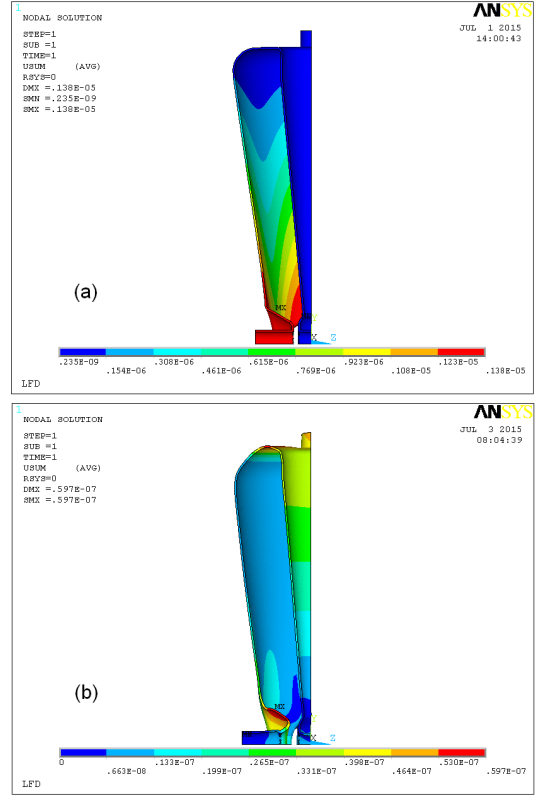 1
ANSYS
NODAL SOLUTION
JUL 1 2015
14:00:43
STEP=1
SUB =1
TIME=1
USUM (AVG)
RSYS=0
DMX =.138E-05
SMN =.235E-09
SMX =.138E-05
(a)
MX
Y
X Z
.235E-09 .308E-06 .615E-06 .923E-06 .123E-05
.154E-06 .461E-06 .769E-06 .108E-05 .138E-05
LFD
1
ANSYS
NODAL SOLUTION
JUL 3 2015
08:04:39
STEP=1
SUB =1
TIME=1
USUM (AVG)
RSYS=0
DMX =.597E-07
SMX =.597E-07
(b)
MX
Y
X Z
0 .133E-07 .265E-07 .398E-07 .530E-07
.663E-08 .199E-07 .331E-07 .464E-07 .597E-07
LFD